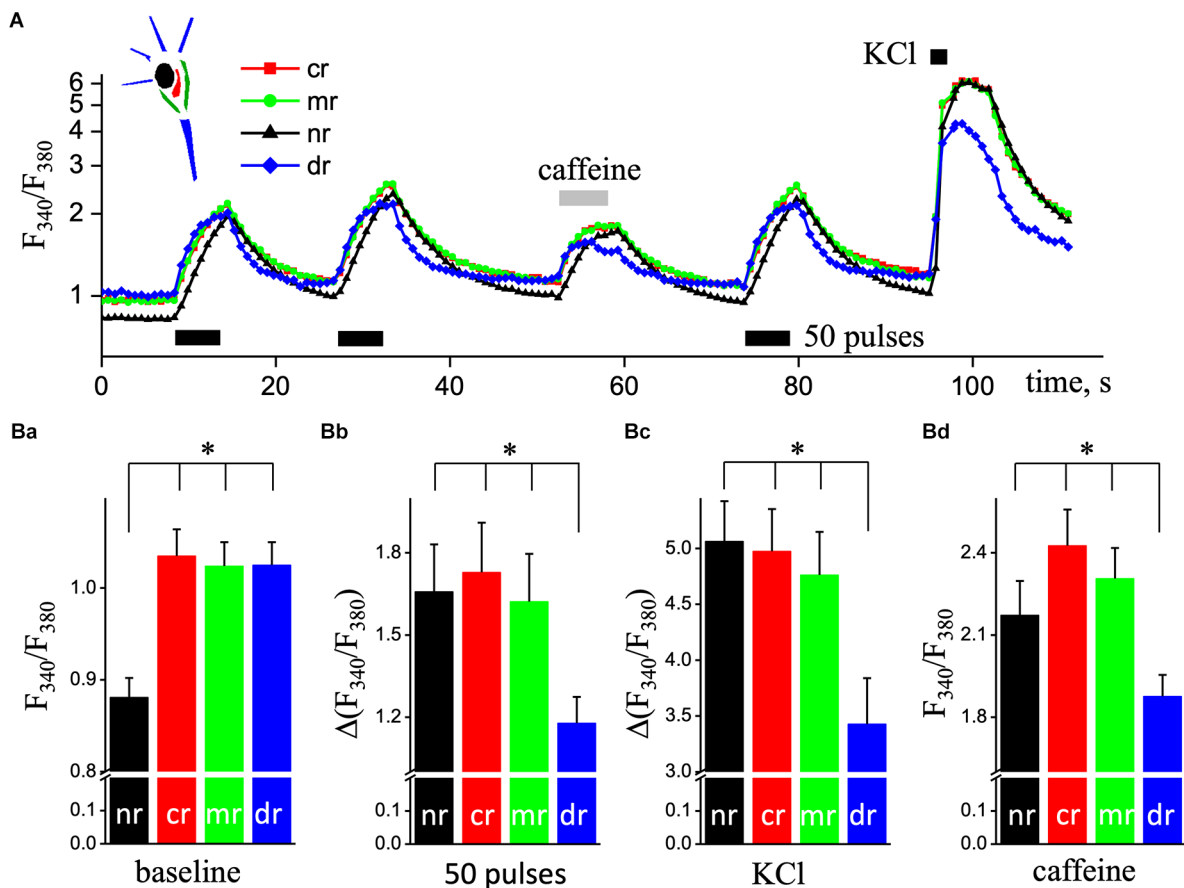 A
cr
mr
nr
dr
KCl
caffeine
50 pulses
F340/F380
6
5
4
3
2
1
0 20 40 60 80 100 time, s
Ba Bb Bc Bd
* * * *
F340/F380
1.0
0.9
0.8
0.1
0.0
nr cr mr dr
baseline
Δ(F340/F380)
1.8
1.5
1.2
0.1
0.0
nr cr mr dr
50 pulses
Δ(F340/F380)
5.0
4.5
4.0
3.5
3.0
0.1
0.0
nr cr mr dr
KCl
F340/F380
2.4
2.1
1.8
0.1
0.0
nr cr mr dr
caffeine